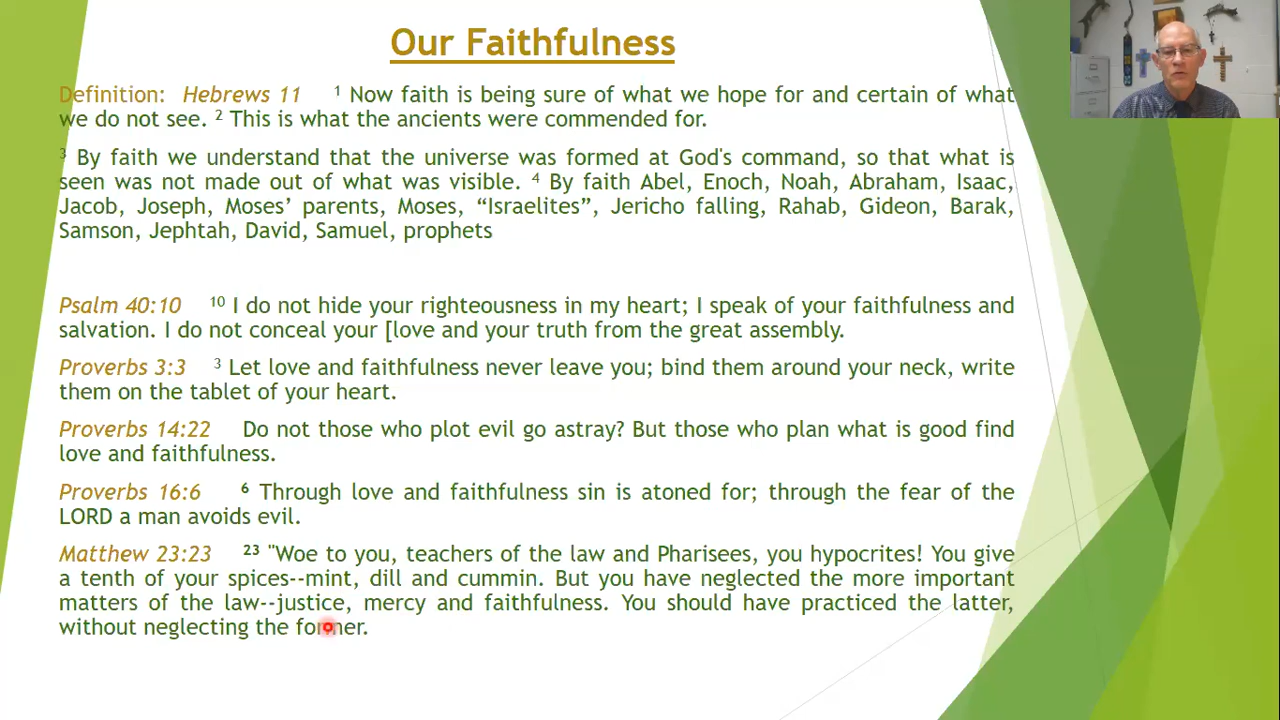 Our Faithfulness
Definition: Hebrews 11 1 Now faith is being sure of what we hope for and certain of what
we do not see. 2 This is what the ancients were commended for.
3 By faith we understand that the universe was formed at God's command, so that what is
seen was not made out of what was visible. 4 By faith Abel, Enoch, Noah, Abraham, Isaac,
Jacob, Joseph, Moses’ parents, Moses, “Israelites”, Jericho falling, Rahab, Gideon, Barak,
Samson, Jephtah, David, Samuel, prophets
Psalm 40:10 10 I do not hide your righteousness in my heart; I speak of your faithfulness and
salvation. I do not conceal your [love and your truth from the great assembly.
Proverbs 3:3 3 Let love and faithfulness never leave you; bind them around your neck, write
them on the tablet of your heart.
Proverbs 14:22 Do not those who plot evil go astray? But those who plan what is good find
love and faithfulness.
Proverbs 16:6 6 Through love and faithfulness sin is atoned for; through the fear of the
LORD a man avoids evil.
Matthew 23:23 23 "Woe to you, teachers of the law and Pharisees, you hypocrites! You give
a tenth of your spices--mint, dill and cummin. But you have neglected the more important
matters of the law--justice, mercy and faithfulness. You should have practiced the latter,
without neglecting the former.